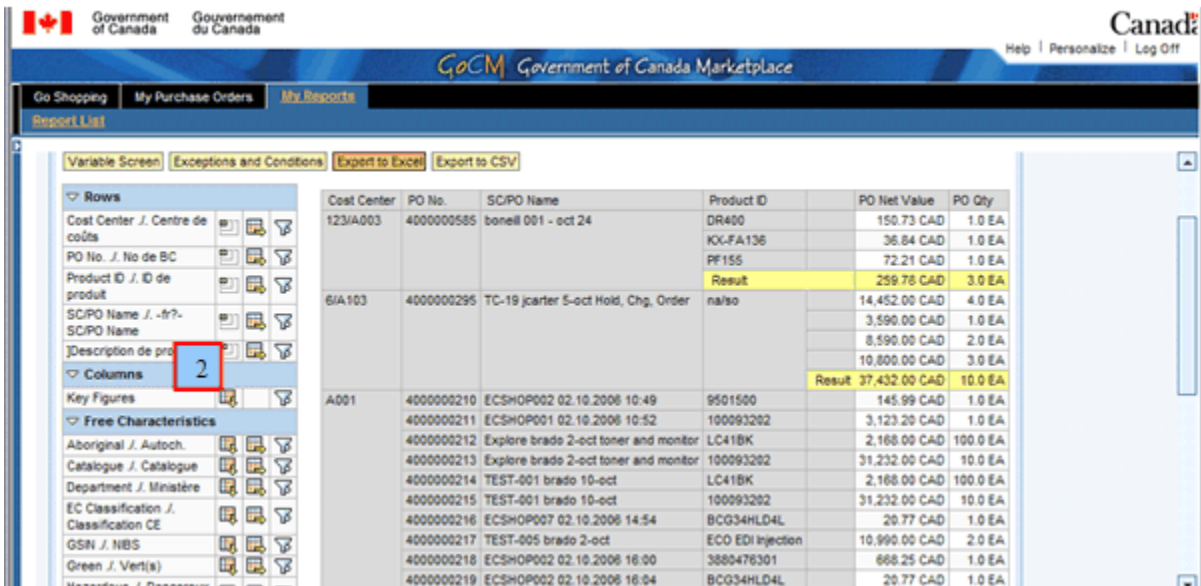 Government of Canada Gouvernement du Canada
Canada
Help | Personalize | Log Off
GoCM Government of Canada Marketplace
Go Shopping My Purchase Orders My Reports
Report List
Variable Screen Exceptions and Conditions Export to Excel Export to CSV
Rows
Cost Center ./. Centre de
coûts
PO No. ./. No de BC
Product ID ./. ID de
produit
SC/PO Name ./. -fr?-
SC/PO Name
]Description de pro
2
Columns
Key Figures
Free Characteristics
Aboriginal ./. Autoch.
Catalogue ./. Catalogue
Department ./. Ministère
EC Classification ./.
Classification CE
GSIN ./. NIBS
Green ./. Vert(s)
Cost Center PO No. SC/PO Name Product ID PO Net Value PO Qty
123/A003 4000000585 boneill 001 - oct 24 DR400 150.73 CAD 1.0 EA
KX-FA136 36.84 CAD 1.0 EA
PF155 72.21 CAD 1.0 EA
Result 259.78 CAD 3.0 EA
6/A103 4000000295 TC-19 jcarter 5-oct Hold, Chg, Order na/so 14,452.00 CAD 4.0 EA
3,590.00 CAD 1.0 EA
8,590.00 CAD 2.0 EA
10,800.00 CAD 3.0 EA
Result 37,432.00 CAD 10.0 EA
A001 4000000210 ECSHOP002 02.10.2006 10:49 9501500 145.99 CAD 1.0 EA
4000000211 ECSHOP001 02.10.2006 10:52 100093202 3,123.20 CAD 1.0 EA
4000000212 Explore brado 2-oct toner and monitor LC41BK 2,168.00 CAD 100.0 EA
4000000213 Explore brado 2-oct toner and monitor 100093202 31,232.00 CAD 10.0 EA
4000000214 TEST-001 brado 10-oct LC41BK 2,168.00 CAD 100.0 EA
4000000215 TEST-001 brado 10-oct 100093202 31,232.00 CAD 10.0 EA
4000000216 ECSHOP007 02.10.2006 14:54 BCG34HLD4L 20.77 CAD 1.0 EA
4000000217 TEST-005 brado 2-oct ECO EDI Injection 10,990.00 CAD 2.0 EA
4000000218 ECSHOP002 02.10.2006 16:00 3880476301 668.25 CAD 1.0 EA
4000000219 ECSHOP002 02.10.2006 16:04 BCG34HLD4L 20.77 CAD 1.0 EA